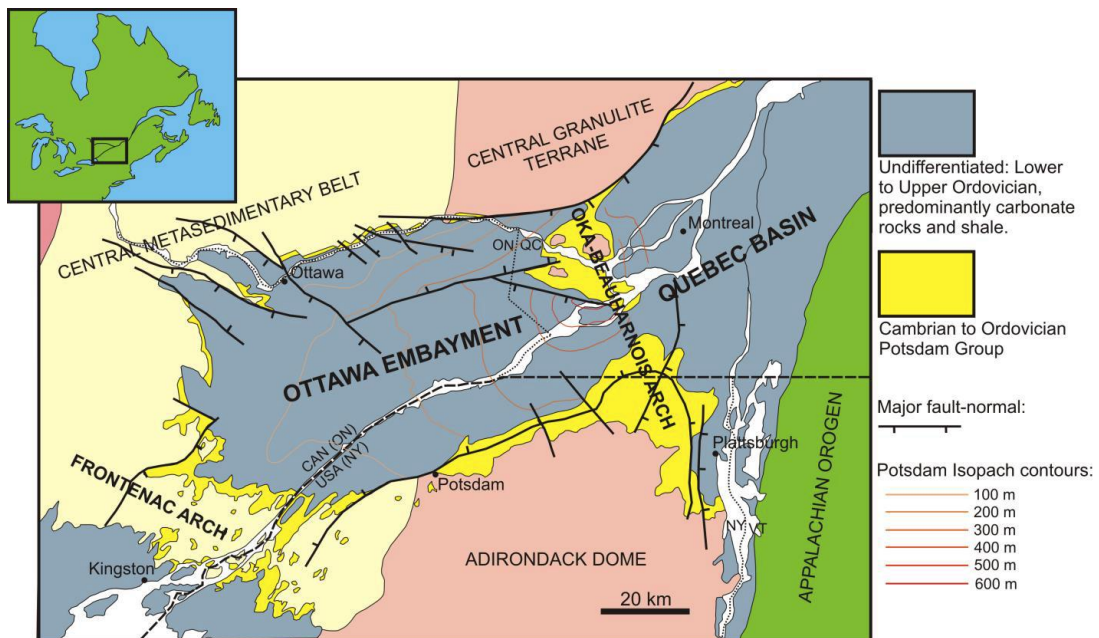 CENTRAL GRANULITE
TERRANE
CENTRAL METASEDIMENTARY BELT
OKA-BEAUHARNOIS ARCH
ON
QC
Montreal
QUEBEC BASIN
Ottawa
OTTAWA EMBAYMENT
CAN (ON)
USA (NY)
FRONTENAC ARCH
Potsdam
Plattsburgh
APPALACHIAN OROGEN
NY
VT
Kingston
ADIRONDACK DOME
20 km
Undifferentiated: Lower
to Upper Ordovician,
predominantly carbonate
rocks and shale.
Cambrian to Ordovician
Potsdam Group
Major fault-normal:
Potsdam Isopach contours:
100 m
200 m
300 m
400 m
500 m
600 m